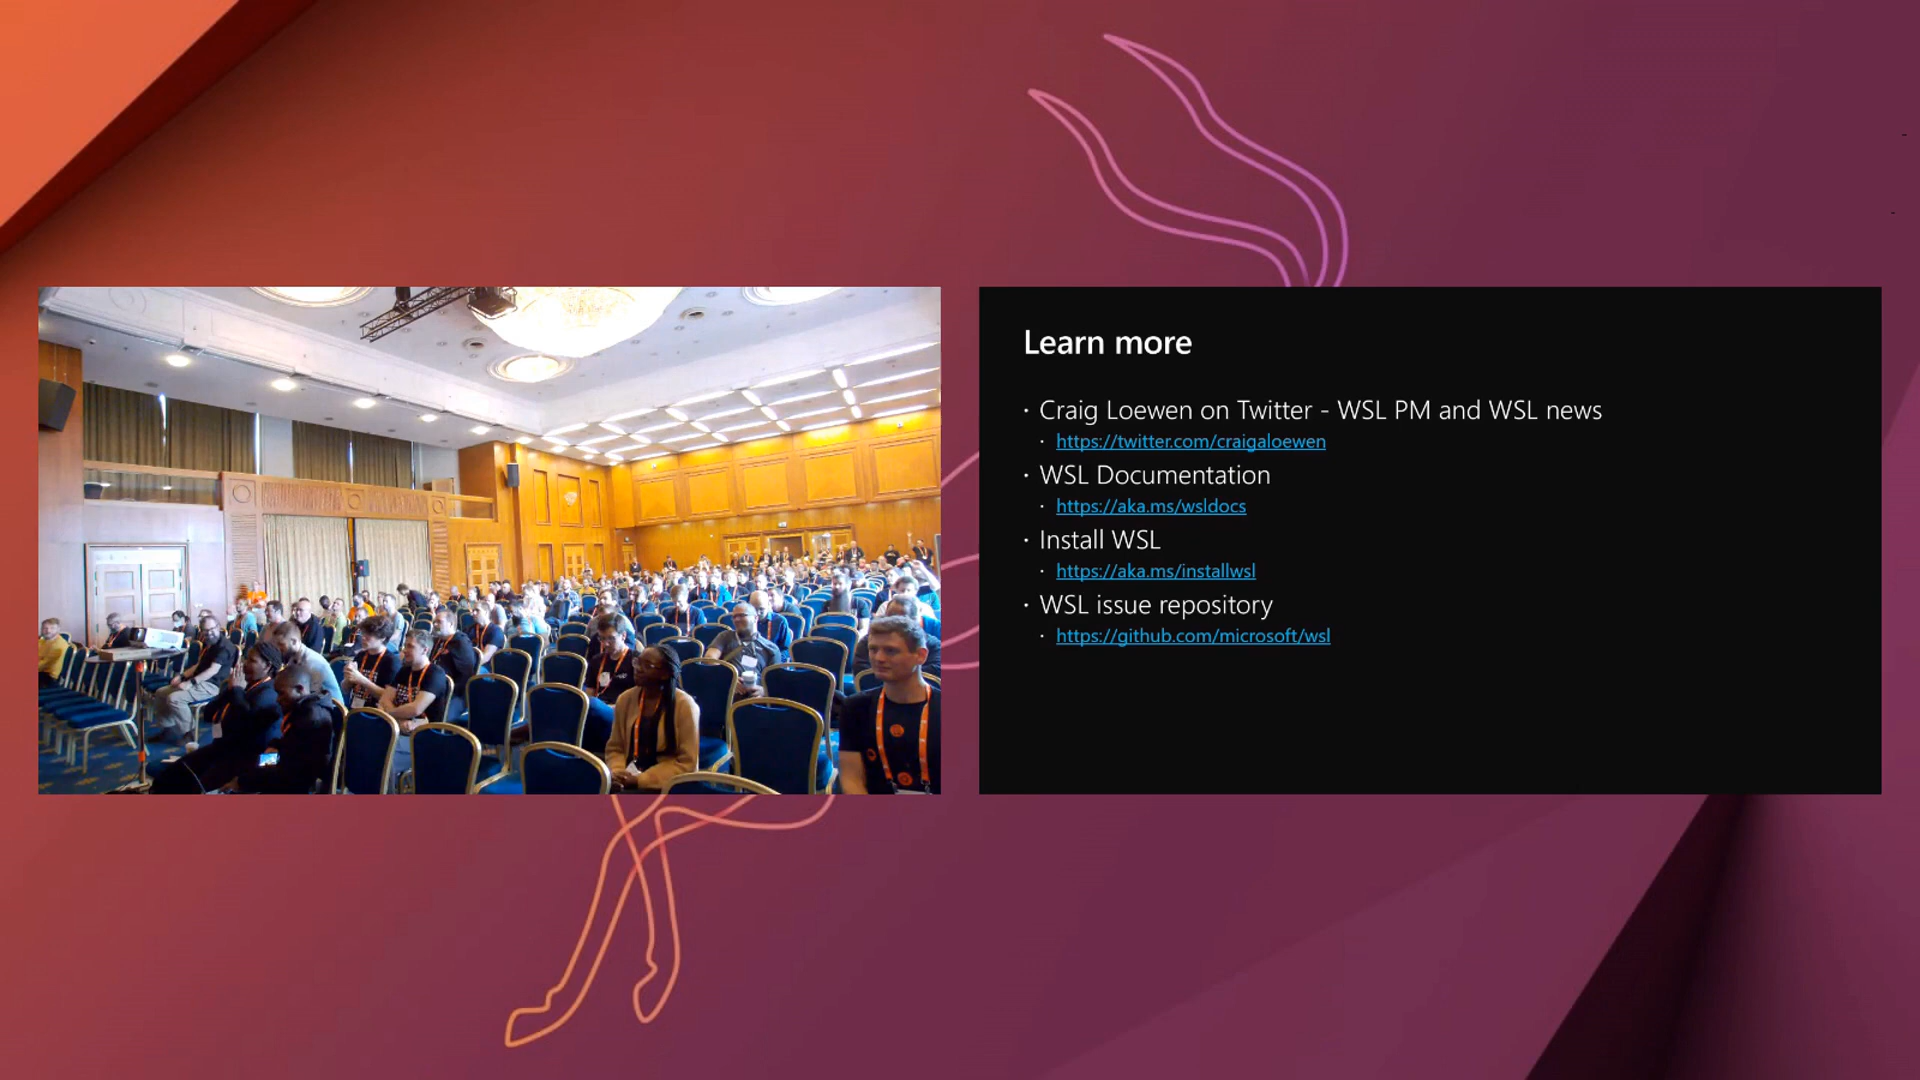 Learn more
· Craig Loewen on Twitter - WSL PM and WSL news
· https://twitter.com/craigaloewen
· WSL Documentation
· https://aka.ms/wsldocs
· Install WSL
· https://aka.ms/installwsl
· WSL issue repository
· https://github.com/microsoft/wsl